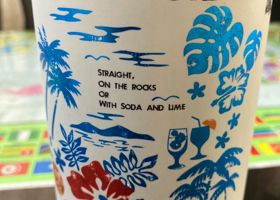 Straight,
on the rocks
or
With soda and lime